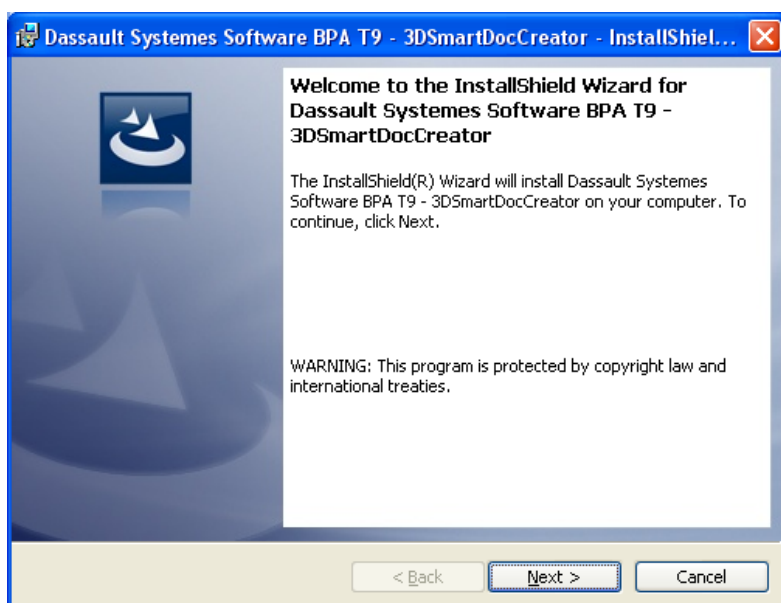 Dassault Systemes Software BPA T9 - 3DSmartDocCreator - InstallShiel...
Welcome to the InstallShield Wizard for
Dassault Systemes Software BPA T9 -
3DSmartDocCreator
The InstallShield(R) Wizard will install Dassault Systemes
Software BPA T9 - 3DSmartDocCreator on your computer. To
continue, click Next.
WARNING: This program is protected by copyright law and
international treaties.
< Back
Next >
Cancel